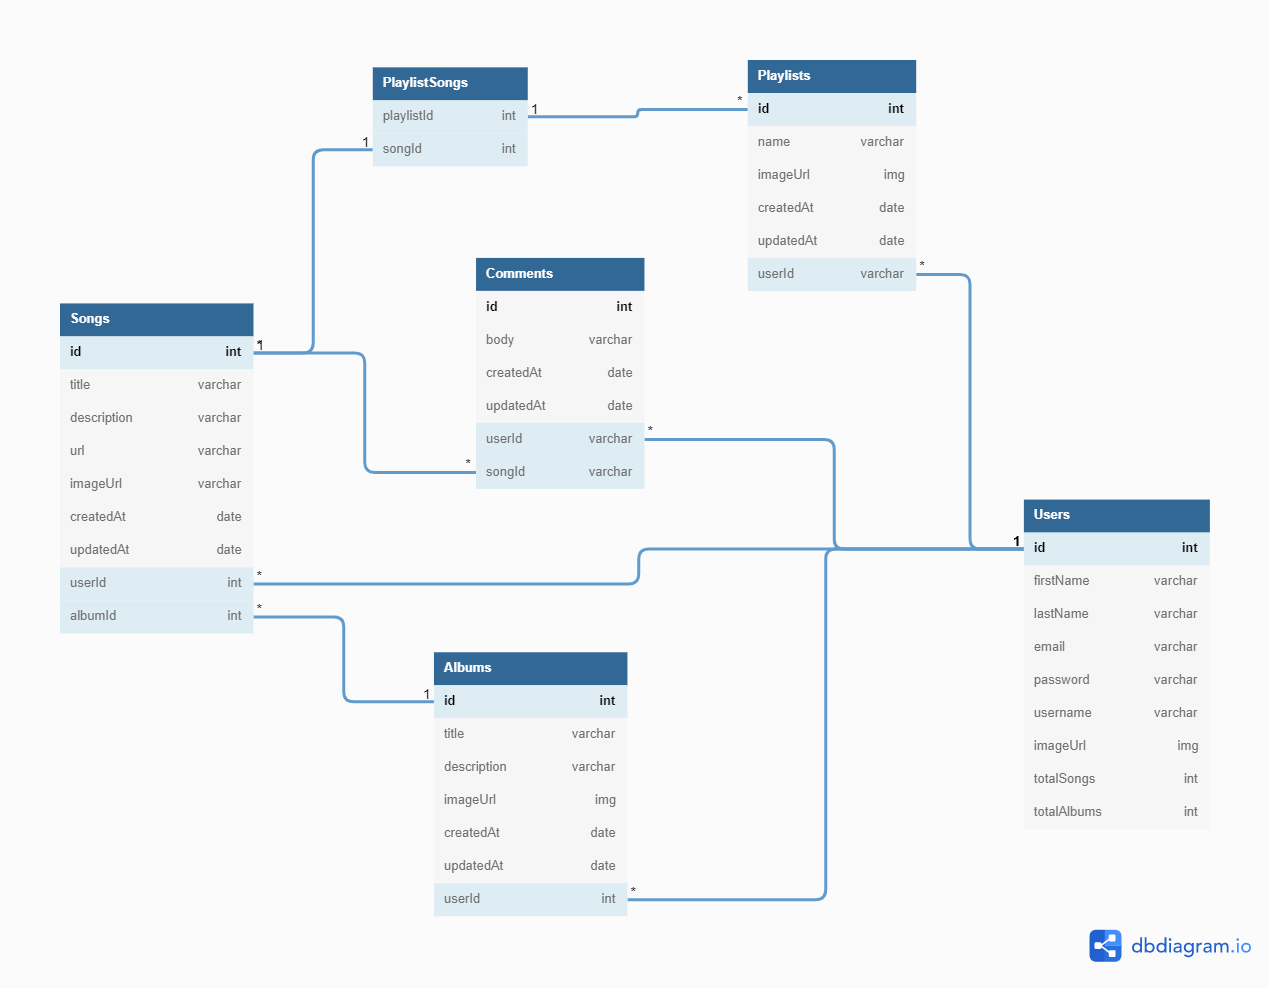 PlaylistSongs
playlistId int
songId int
1
1
Playlists
id int
name varchar
imageUrl img
createdAt date
updatedAt date
userId varchar
*
*
Comments
id int
body varchar
createdAt date
updatedAt date
userId varchar
songId varchar
*
*
Songs
id int
title varchar
description varchar
url varchar
imageUrl varchar
createdAt date
updatedAt date
userId int
albumId int
*
1
*
*
Albums
id int
title varchar
description varchar
imageUrl img
createdAt date
updatedAt date
userId int
1
*
Users
id int
firstName varchar
lastName varchar
email varchar
password varchar
username varchar
imageUrl img
totalSongs int
totalAlbums int
1
dbdiagram.io